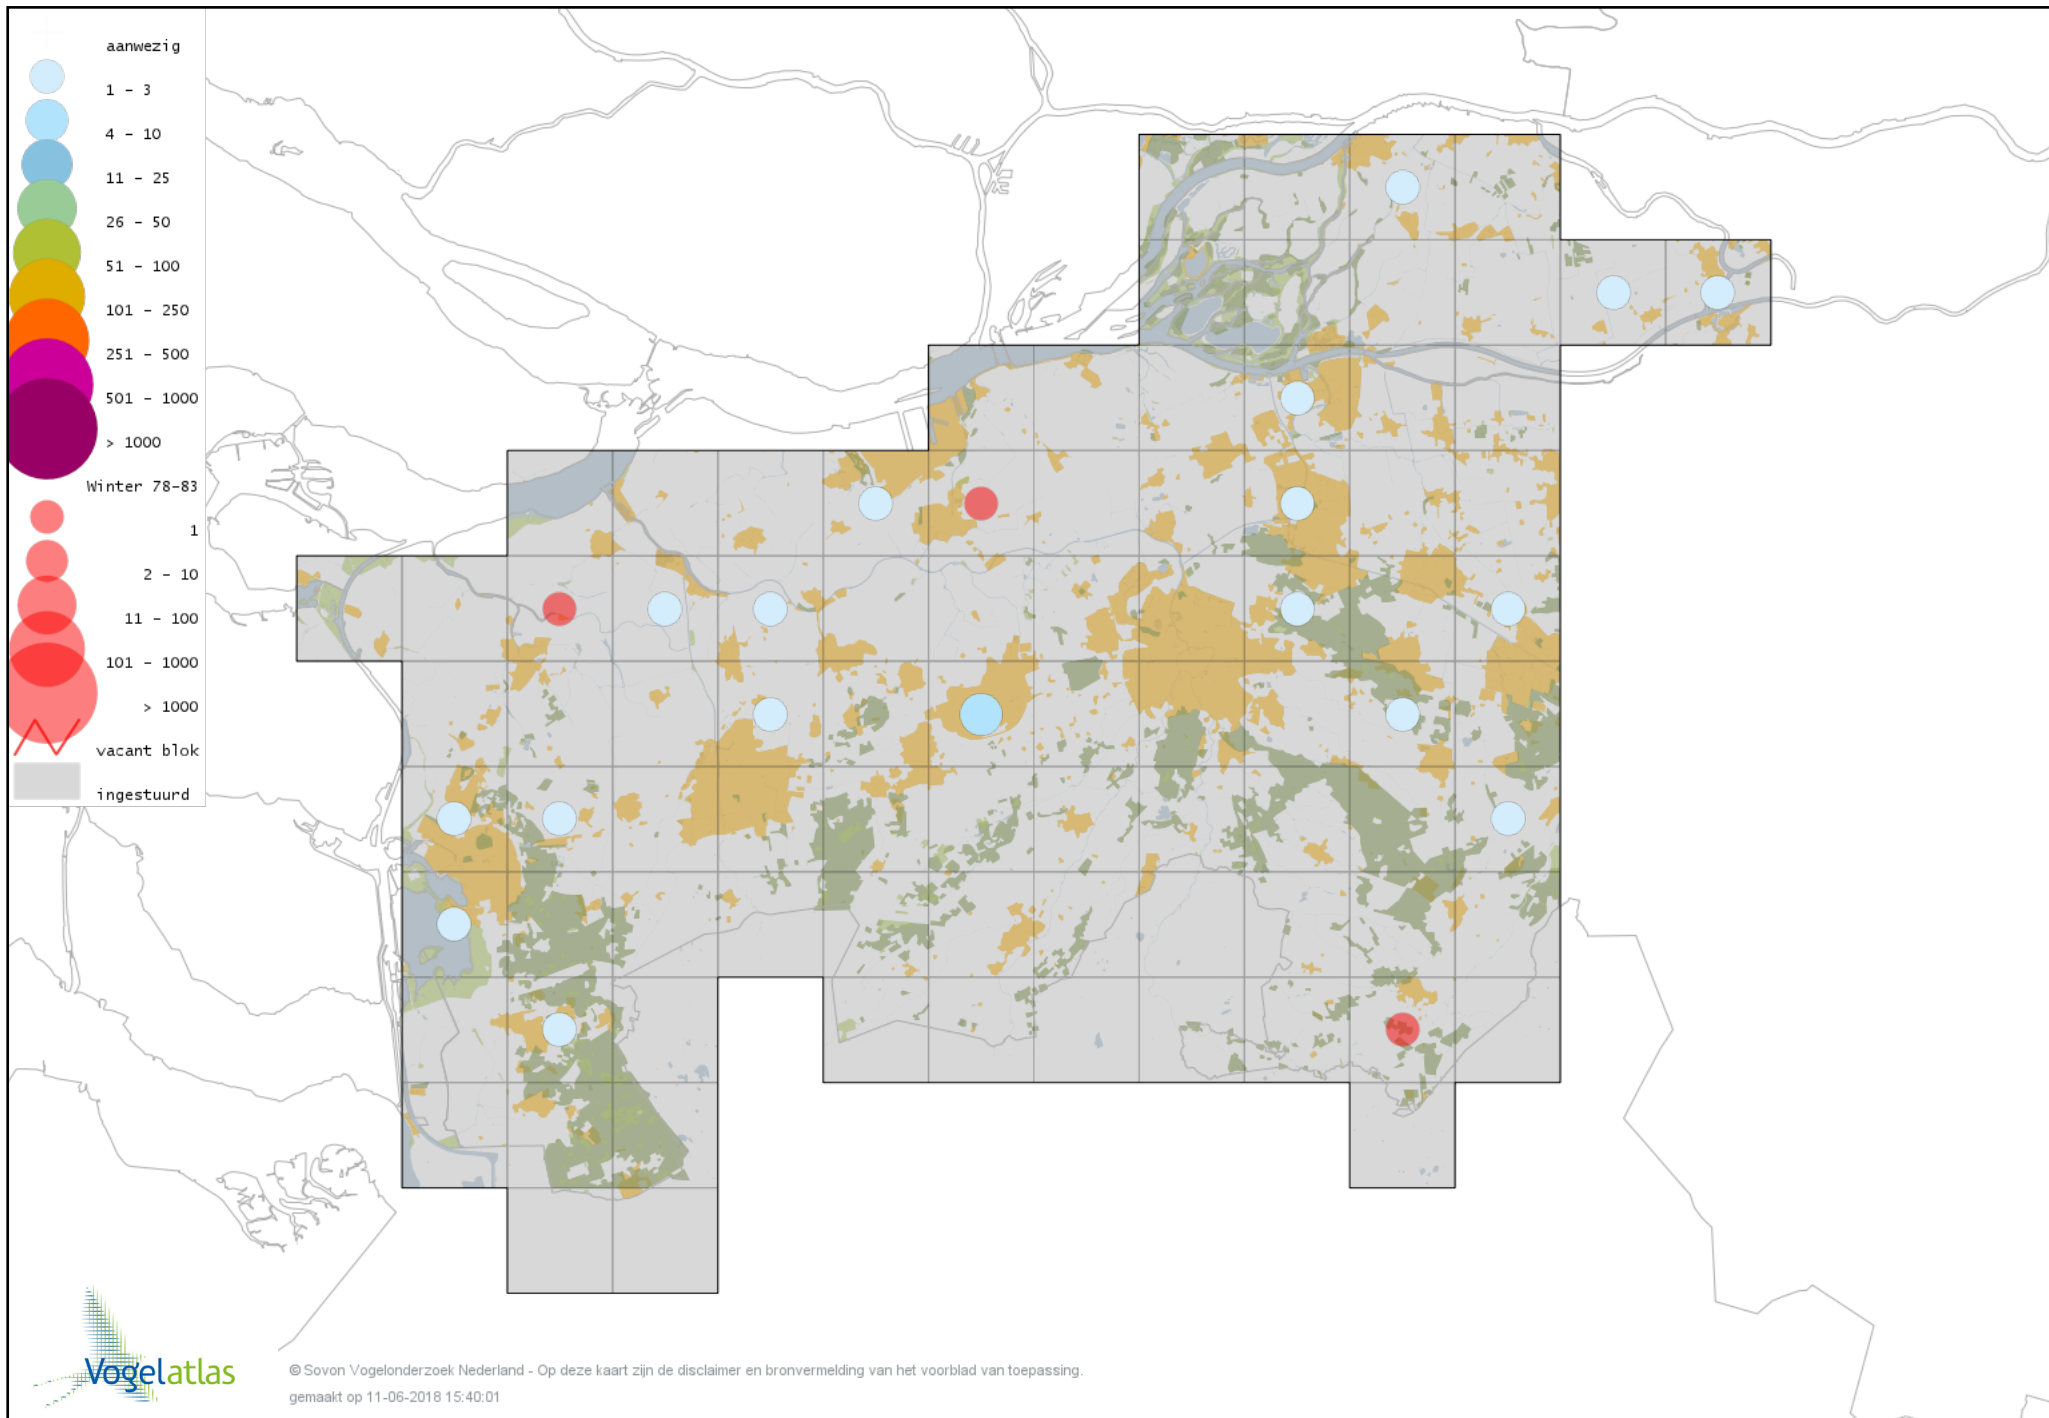 aanwezig
1 - 3
4 - 10
11 - 25
26 - 50
51 - 100
101 - 250
251 - 500
501 - 1000
> 1000
Winter 78-83
1
2 - 10
11 - 100
101 - 1000
> 1000
vacant blok
ingestuurd
Vogelatlas
© Sovon Vogelonderzoek Nederland - Op deze kaart zijn de disclaimer en bronvermelding van het voorblad van toepassing.
gemaakt op 11-06-2018 15:40:01